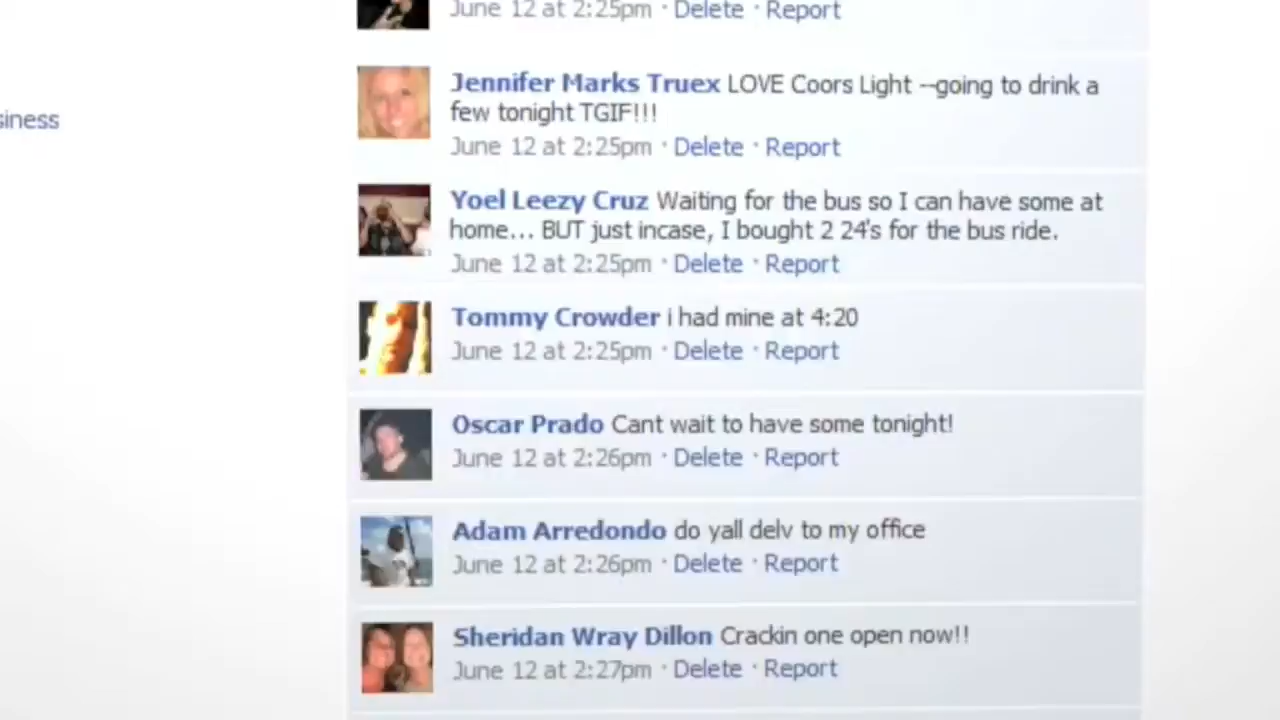 June 12 at 2:25pm · Delete · Report
Jennifer Marks Truex LOVE Coors Light --going to drink a
few tonight TGIF!!!
June 12 at 2:25pm · Delete · Report
siness
Yoel Leezy Cruz Waiting for the bus so I can have some at
home... BUT just incase, I bought 2 24's for the bus ride.
June 12 at 2:25pm · Delete · Report
Tommy Crowder i had mine at 4:20
June 12 at 2:25pm · Delete · Report
Oscar Prado Cant wait to have some tonight!
June 12 at 2:26pm · Delete · Report
Adam Arredondo do yall delv to my office
June 12 at 2:26pm · Delete · Report
Sheridan Wray Dillon Crackin one open now!!
June 12 at 2:27pm · Delete · Report